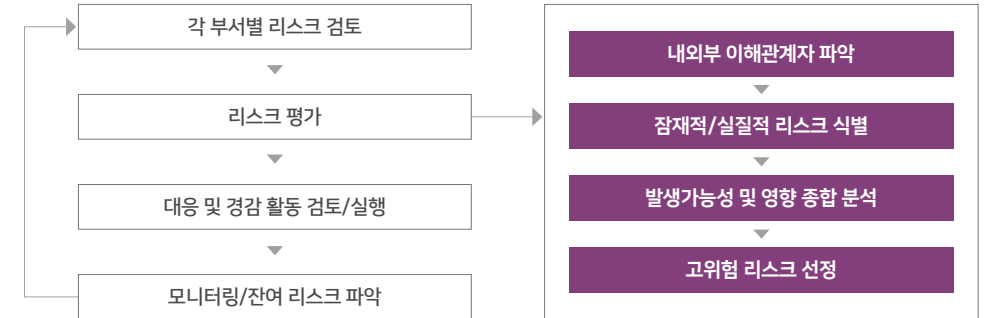 각 부서별 리스크 검토
리스크 평가
대응 및 경감 활동 검토/실행
모니터링/잔여 리스크 파악
내외부 이해관계자 파악
잠재적/실질적 리스크 식별
발생가능성 및 영향 종합 분석
고위험 리스크 선정